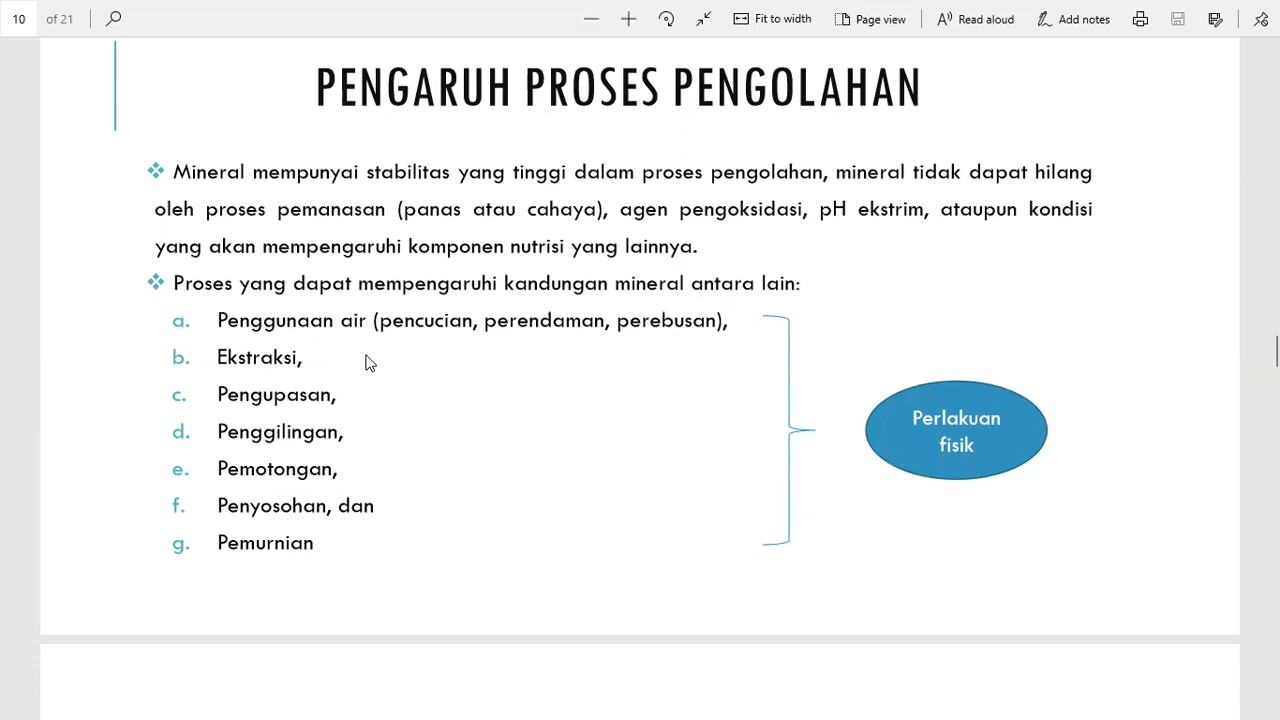 10 of 21 Fit to width Page view Read aloud Add notes
PENGARUH PROSES PENGOLAHAN
Mineral mempunyai stabilitas yang tinggi dalam proses pengolahan, mineral tidak dapat hilang
oleh proses pemanasan (panas atau cahaya), agen pengoksidasi, pH ekstrim, ataupun kondisi
yang akan mempengaruhi komponen nutrisi yang lainnya.
Proses yang dapat mempengaruhi kandungan mineral antara lain:
a. Penggunaan air (pencucian, perendaman, perebusan),
b. Ekstraksi,
c. Pengupasan,
d. Penggilingan,
e. Pemotongan,
f. Penyosohan, dan
g. Pemurnian
Perlakuan
fisik